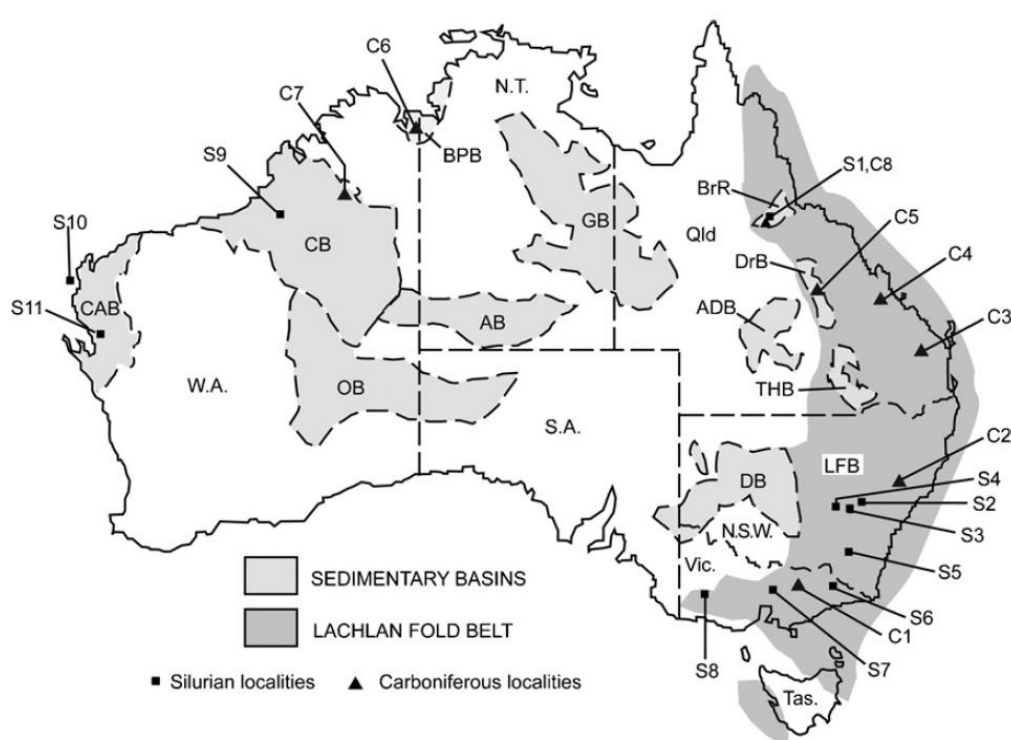 C6
N.T.
C7
BPB
S9
BrR
S1,C8
S10
GB
C5
CB
Qld
DrB
C4
CAB
ADB
S11
AB
C3
W.A.
OB
THB
S.A.
C2
LFB
S4
DB
S2
N.S.W.
S3
Vic.
SEDIMENTARY BASINS
S5
LACHLAN FOLD BELT
S6
C1
S8
S7
Silurian localities
Carboniferous localities
Tas.